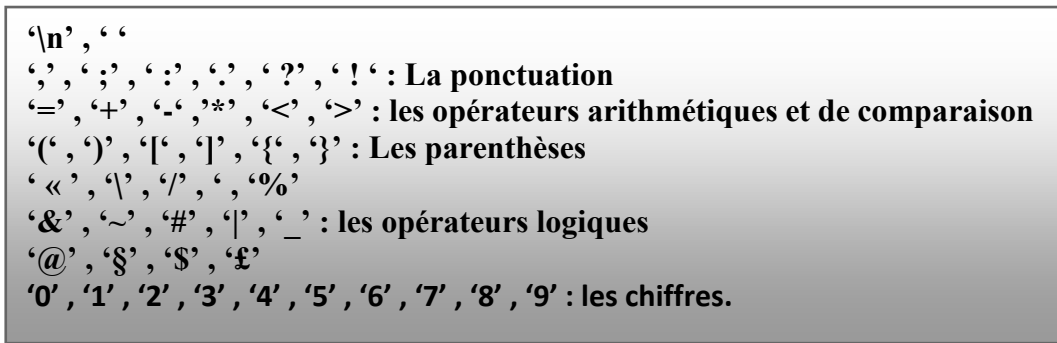 ‘\n’ , ‘ ‘
‘,’ , ‘ ;’ , ‘ :’ , ‘.’ , ‘ ?’ , ‘ ! ‘ : La ponctuation
‘=’ , ‘+’ , ‘-‘ ,’*’ , ‘<’ , ‘>’ : les opérateurs arithmétiques et de comparaison
‘(‘ , ‘)’ , ‘[‘ , ‘]’ , ‘{‘ , ‘}’ : Les parenthèses
‘ « ’ , ‘\’ , ‘/’ , ‘ , ‘%’
‘&’ , ‘~’ , ‘#’ , ‘|’ , ‘_’ : les opérateurs logiques
‘@’ , ‘§’ , ‘$’ , ‘£’
‘0’ , ‘1’ , ‘2’ , ‘3’ , ‘4’ , ‘5’ , ‘6’ , ‘7’ , ‘8’ , ‘9’ : les chiffres.